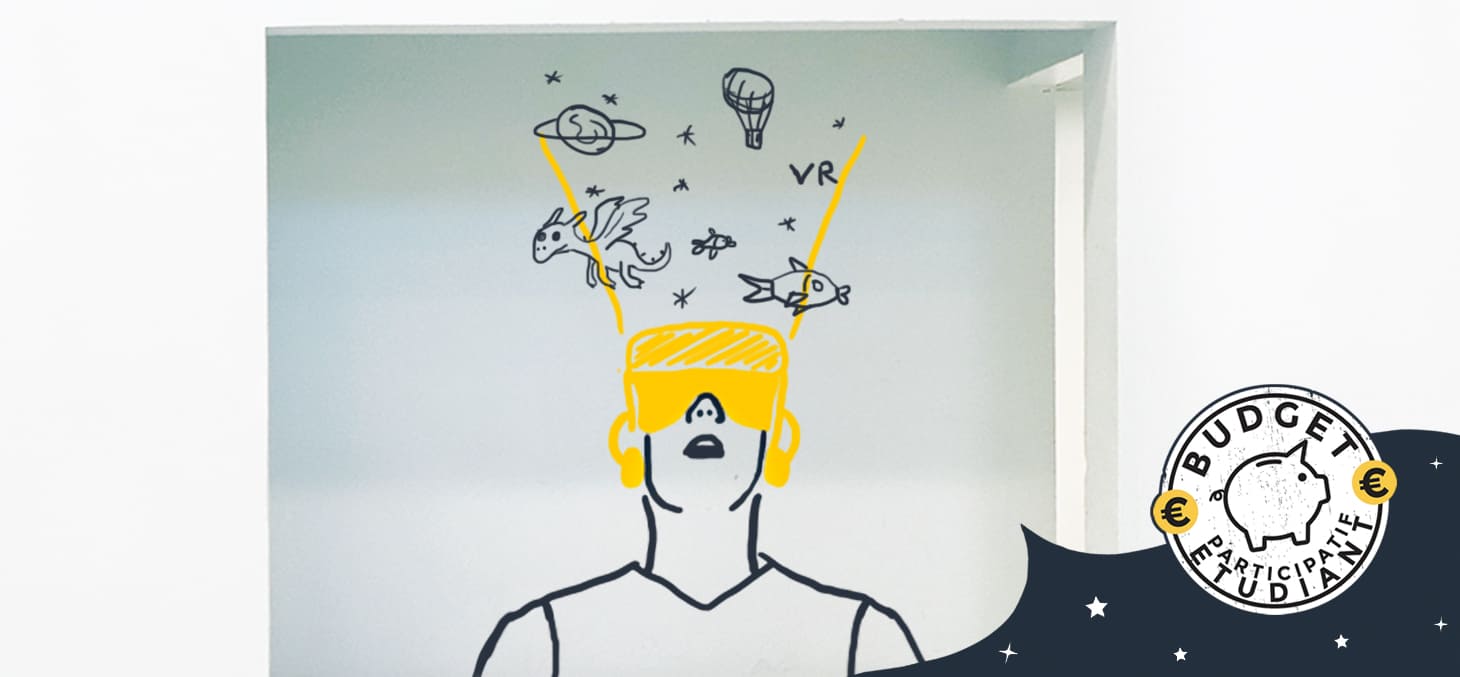 VR
BUDGET
€ €
PARTICIPATIF
ETUDIANT